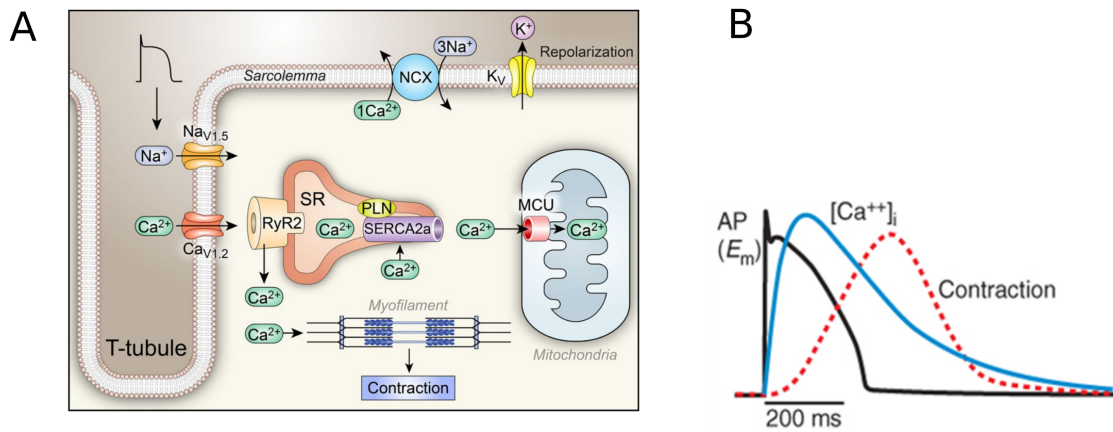 A
B
K⁺
3Na⁺
Repolarization
Sarcolemma
NCX
Kᵥ
1Ca²⁺
Naᵥ₁.₅
Na⁺
SR
PLN
MCU
RyR2
Ca²⁺
SERCA2a
Ca²⁺
Ca²⁺
Ca²⁺
Caᵥ₁.₂
Ca²⁺
Ca²⁺
Myofilament
Ca²⁺
T-tubule
Mitochondria
Contraction
[Ca⁺⁺]ᵢ
AP
(Eₘ)
Contraction
200 ms